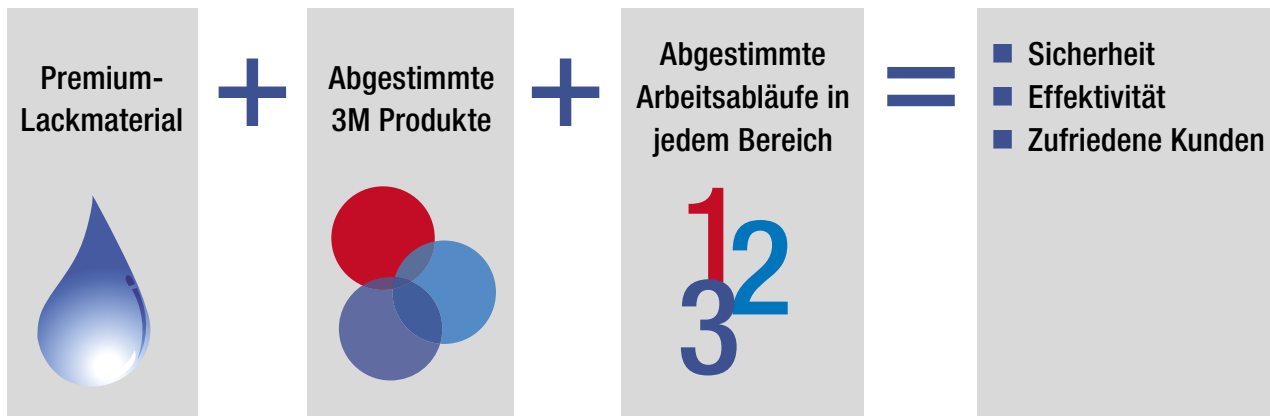 Premium-
Lackmaterial
+
Abgestimmte
3M Produkte
+
Abgestimmte
Arbeitsabläufe in
jedem Bereich
1
2
3
=
Sicherheit
Effektivität
Zufriedene Kunden